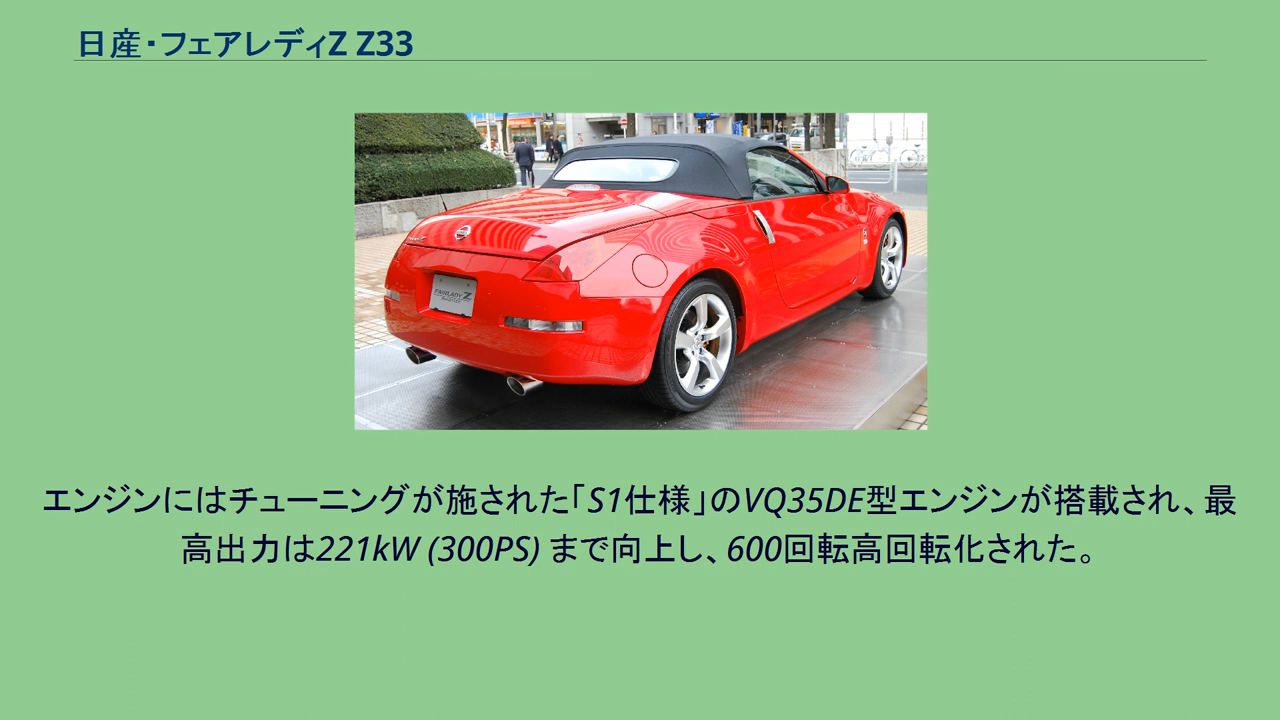 日産・フェアレディZ Z33
FAIRLADY Z
エンジンにはチューニングが施された「S1仕様」のVQ35DE型エンジンが搭載され、最
高出力は221kW (300PS) まで向上し、600回転高回転化された。